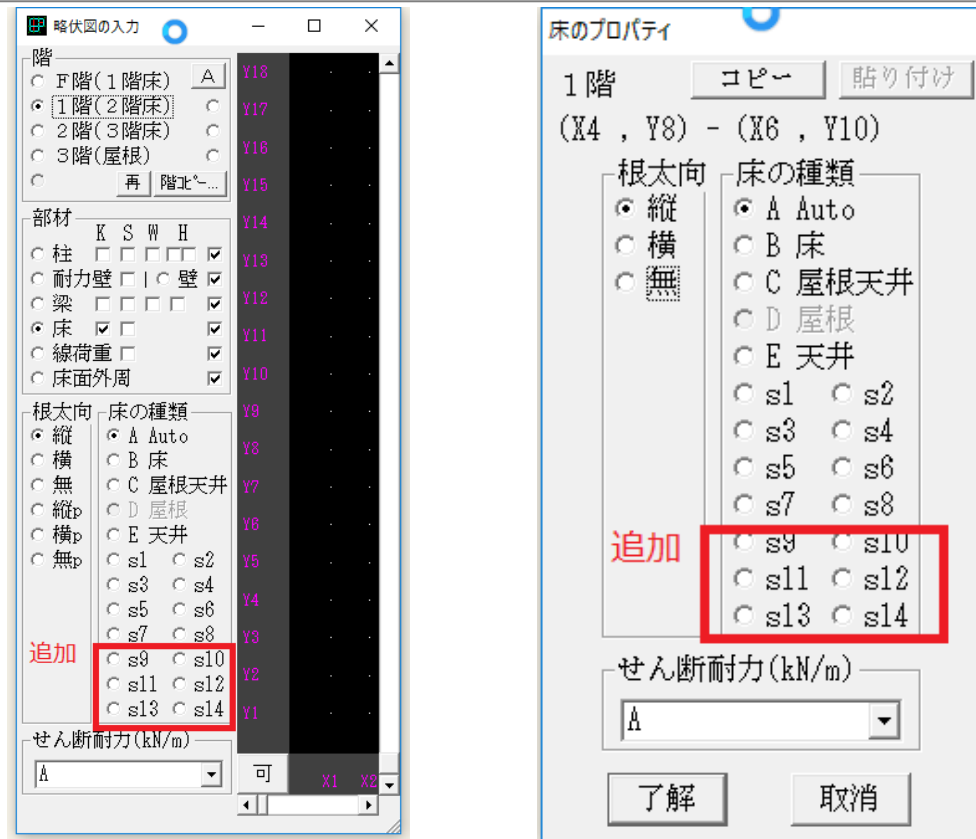 略伏図の入力
階
F階(1階床)
A
1階(2階床)
2階(3階床)
3階(屋根)
再
階ｺﾋﾟｰ...
部材
K S W H
柱
耐力壁 | 壁
梁
床
線荷重
床面外周
根太向
縦
横
無
縦p
横p
無p
床の種類
A Auto
B 床
C 屋根天井
D 屋根
E 天井
s1 s2
s3 s4
s5 s6
s7 s8
s9 s10
s11 s12
s13 s14
追加
せん断耐力(kN/m)
A
Y18
Y17
Y16
Y15
Y14
Y13
Y12
Y11
Y10
Y9
Y8
Y7
Y6
Y5
Y4
Y3
Y2
Y1
可
X1 X2
床のプロパティ
1階
コピー
貼り付け
(X4 , Y8) - (X6 , Y10)
根太向
縦
横
無
床の種類
A Auto
B 床
C 屋根天井
D 屋根
E 天井
s1 s2
s3 s4
s5 s6
s7 s8
s9 s10
s11 s12
s13 s14
追加
せん断耐力(kN/m)
A
了解
取消